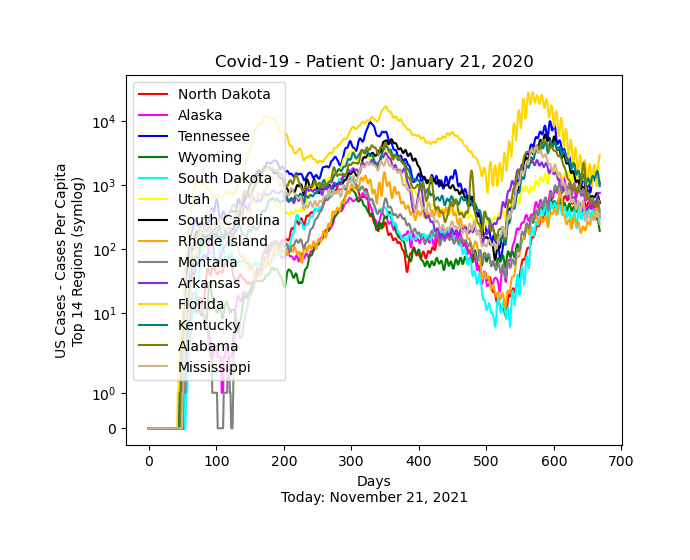 Covid-19 - Patient 0: January 21, 2020
US Cases - Cases Per Capita
Top 14 Regions (symlog)
10^4
10^3
10^2
10^1
10^0
0
North Dakota
Alaska
Tennessee
Wyoming
South Dakota
Utah
South Carolina
Rhode Island
Montana
Arkansas
Florida
Kentucky
Alabama
Mississippi
0 100 200 300 400 500 600 700
Days
Today: November 21, 2021